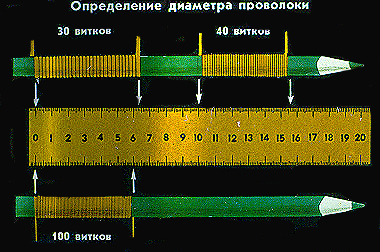 Определение диаметра проволоки
30 витков 40 витков
0 1 2 3 4 5 6 7 8 9 10 11 12 13 14 15 16 17 18 19 20
100 витков